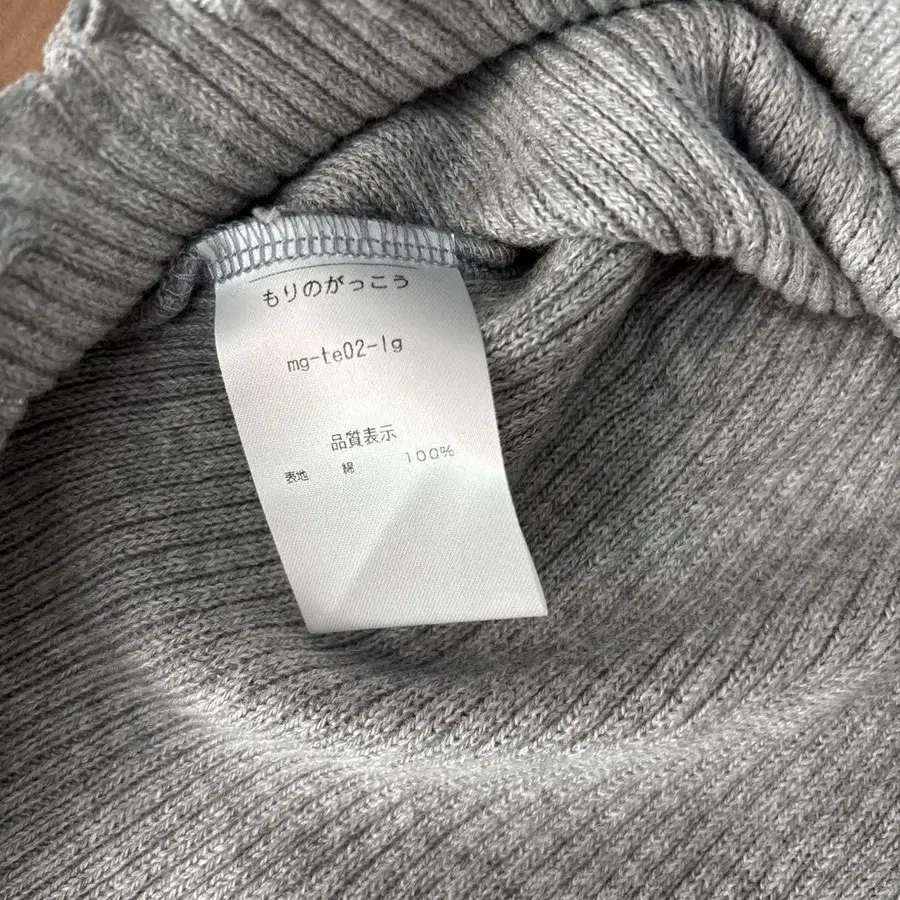 もりのがっこう
mg-te02-lg
品質表示
表地 綿 100%